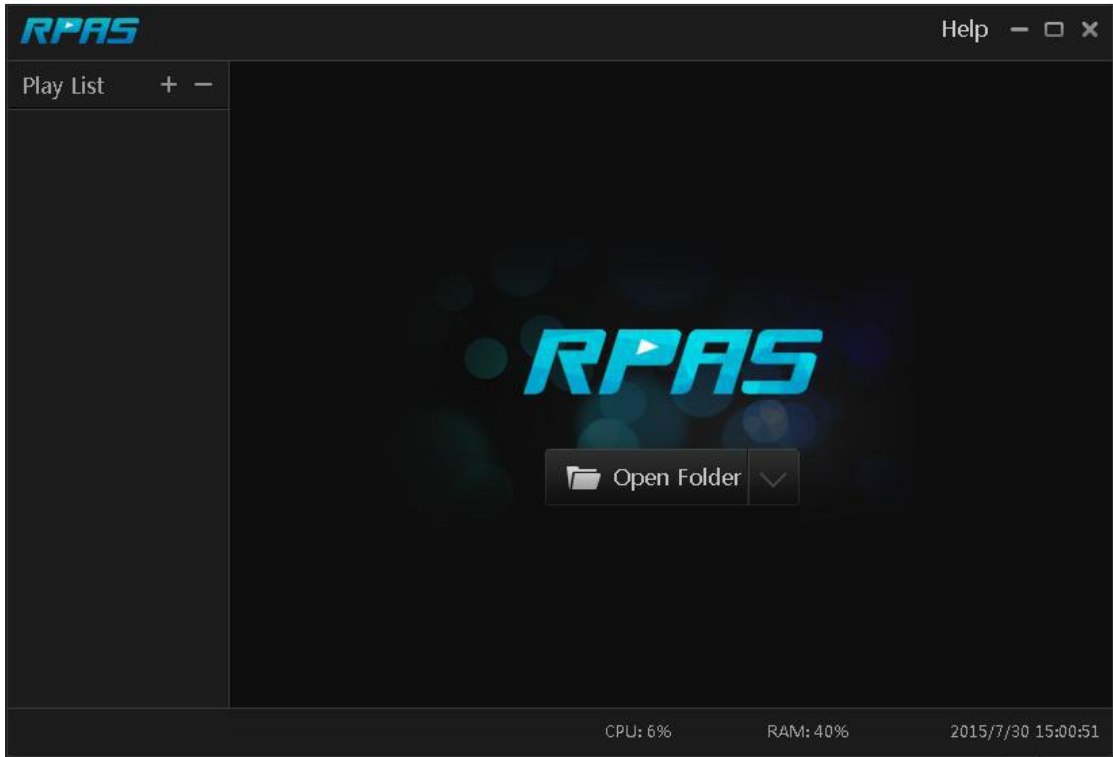 RPAS
Help
Play List + −
RPAS
Open Folder
CPU: 6% RAM: 40% 2015/7/30 15:00:51